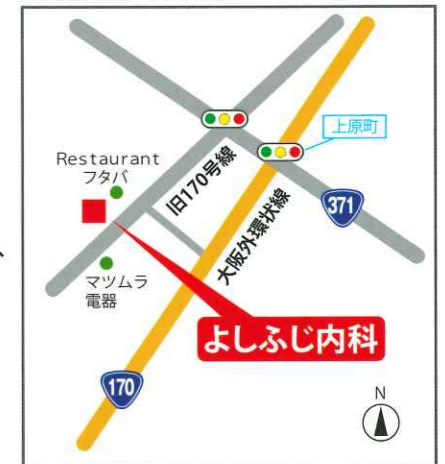 上原町
Restaurant
フタバ
旧170号線
371
大阪外環状線
マツムラ
電器
よしふじ内科
170
N